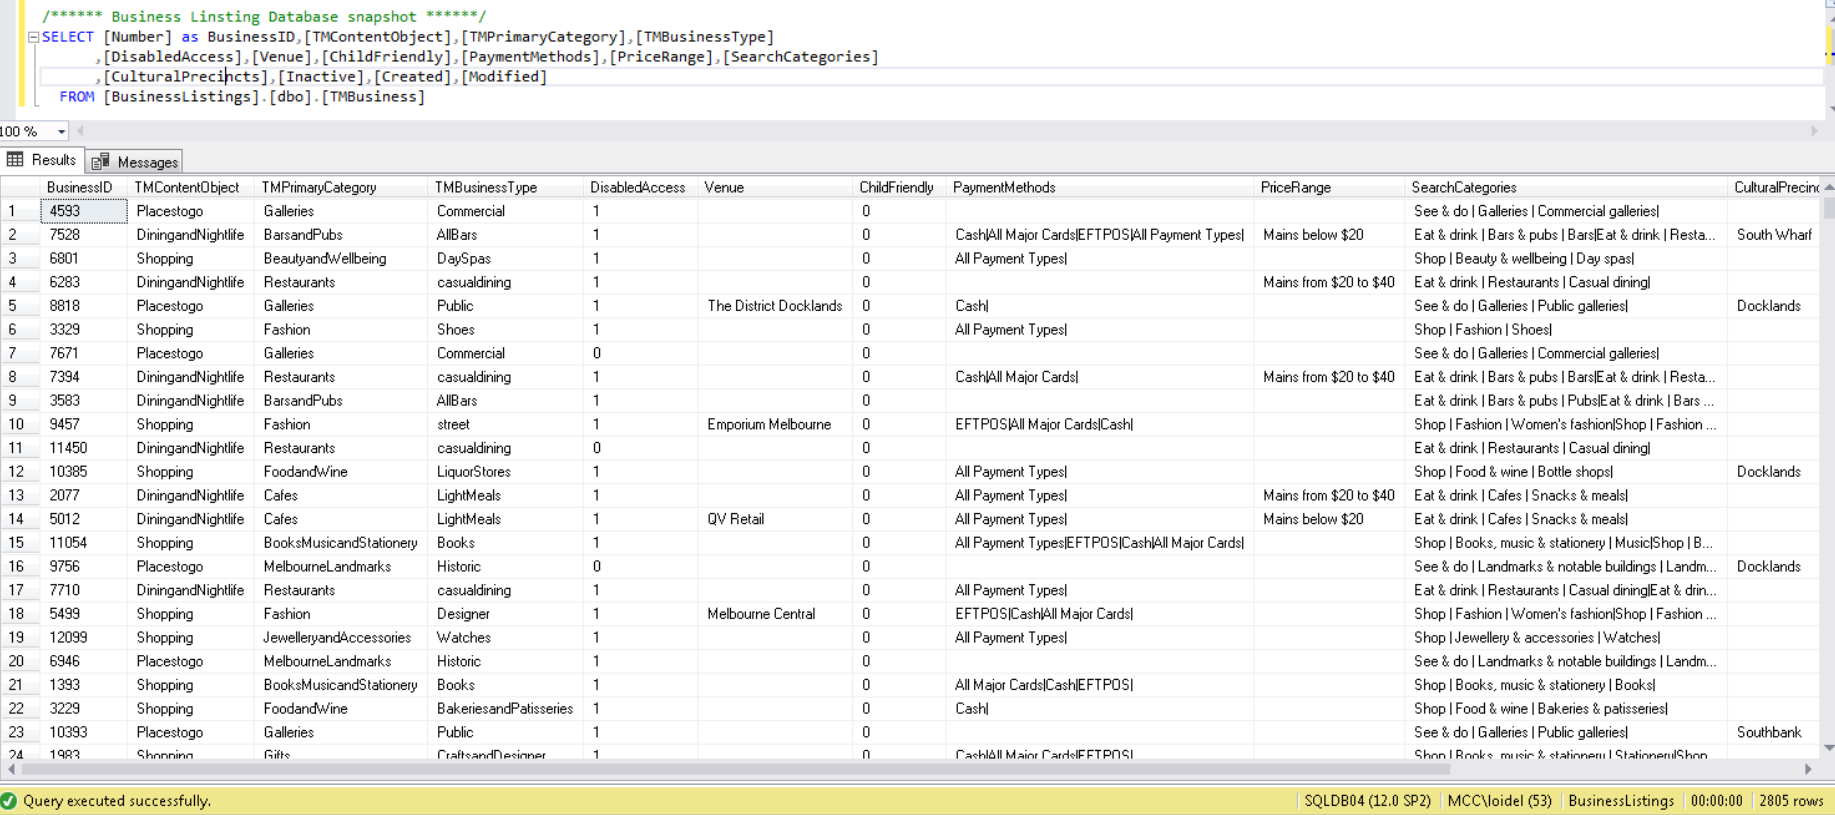 /****** Business Linsting Database snapshot ******/
SELECT [Number] as BusinessID,[TMContentObject],[TMPrimaryCategory],[TMBusinessType]
,[DisabledAccess],[Venue],[ChildFriendly],[PaymentMethods],[PriceRange],[SearchCategories]
,[CulturalPrecincts],[Inactive],[Created],[Modified]
FROM [BusinessListings].[dbo].[TMBusiness]
100 %
Results Messages
BusinessID TMContentObject TMPrimaryCategory TMBusinessType DisabledAccess Venue ChildFriendly PaymentMethods PriceRange SearchCategories CulturalPrecinc
1 4593 Placestogo Galleries Commercial 1 0 See & do | Galleries | Commercial galleries|
2 7528 DiningandNightlife BarsandPubs AllBars 1 0 Cash|All Major Cards|EFTPOS|All Payment Types| Mains below $20 Eat & drink | Bars & pubs | Bars|Eat & drink | Resta... South Wharf
3 6801 Shopping BeautyandWellbeing DaySpas 1 0 All Payment Types| Shop | Beauty & wellbeing | Day spas|
4 6283 DiningandNightlife Restaurants casualdining 1 0 Mains from $20 to $40 Eat & drink | Restaurants | Casual dining|
5 8818 Placestogo Galleries Public 1 The District Docklands 0 Cash| See & do | Galleries | Public galleries| Docklands
6 3329 Shopping Fashion Shoes 1 0 All Payment Types| Shop | Fashion | Shoes|
7 7671 Placestogo Galleries Commercial 0 0 See & do | Galleries | Commercial galleries|
8 7394 DiningandNightlife Restaurants casualdining 1 0 Cash|All Major Cards| Mains from $20 to $40 Eat & drink | Bars & pubs | Bars|Eat & drink | Resta...
9 3583 DiningandNightlife BarsandPubs AllBars 1 0 Eat & drink | Bars & pubs | Pubs|Eat & drink | Bars ...
10 9457 Shopping Fashion street 1 Emporium Melbourne 0 EFTPOS|All Major Cards|Cash| Shop | Fashion | Women's fashion|Shop | Fashion ...
11 11450 DiningandNightlife Restaurants casualdining 0 0 Eat & drink | Restaurants | Casual dining|
12 10385 Shopping FoodandWine LiquorStores 1 0 All Payment Types| Shop | Food & wine | Bottle shops| Docklands
13 2077 DiningandNightlife Cafes LightMeals 1 0 All Payment Types| Mains from $20 to $40 Eat & drink | Cafes | Snacks & meals|
14 5012 DiningandNightlife Cafes LightMeals 1 QV Retail 0 All Payment Types| Mains below $20 Eat & drink | Cafes | Snacks & meals|
15 11054 Shopping BooksMusicandStationery Books 1 0 All Payment Types|EFTPOS|Cash|All Major Cards| Shop | Books, music & stationery | Music|Shop | B...
16 9756 Placestogo MelbourneLandmarks Historic 0 0 See & do | Landmarks & notable buildings | Landm... Docklands
17 7710 DiningandNightlife Restaurants casualdining 1 0 All Payment Types| Eat & drink | Restaurants | Casual dining|Eat & drin...
18 5499 Shopping Fashion Designer 1 Melbourne Central 0 EFTPOS|Cash|All Major Cards| Shop | Fashion | Women's fashion|Shop | Fashion ...
19 12099 Shopping JewelleryandAccessories Watches 1 0 All Payment Types| Shop | Jewellery & accessories | Watches|
20 6946 Placestogo MelbourneLandmarks Historic 1 0 See & do | Landmarks & notable buildings | Landm...
21 1393 Shopping BooksMusicandStationery Books 1 0 All Major Cards|Cash|EFTPOS| Shop | Books, music & stationery | Books|
22 3229 Shopping FoodandWine BakeriesandPatisseries 1 0 Cash| Shop | Food & wine | Bakeries & patisseries|
23 10393 Placestogo Galleries Public 1 0 See & do | Galleries | Public galleries| Southbank
24 1983 Shopping Gifts CraftsandDesigner 1 0 Cash|All Major Cards|EFTPOS| Shop | Books, music & stationery | Stationery|Shop
Query executed successfully. SQLDB04 (12.0 SP2) MCC\loidel (53) BusinessListings 00:00:00 2805 rows